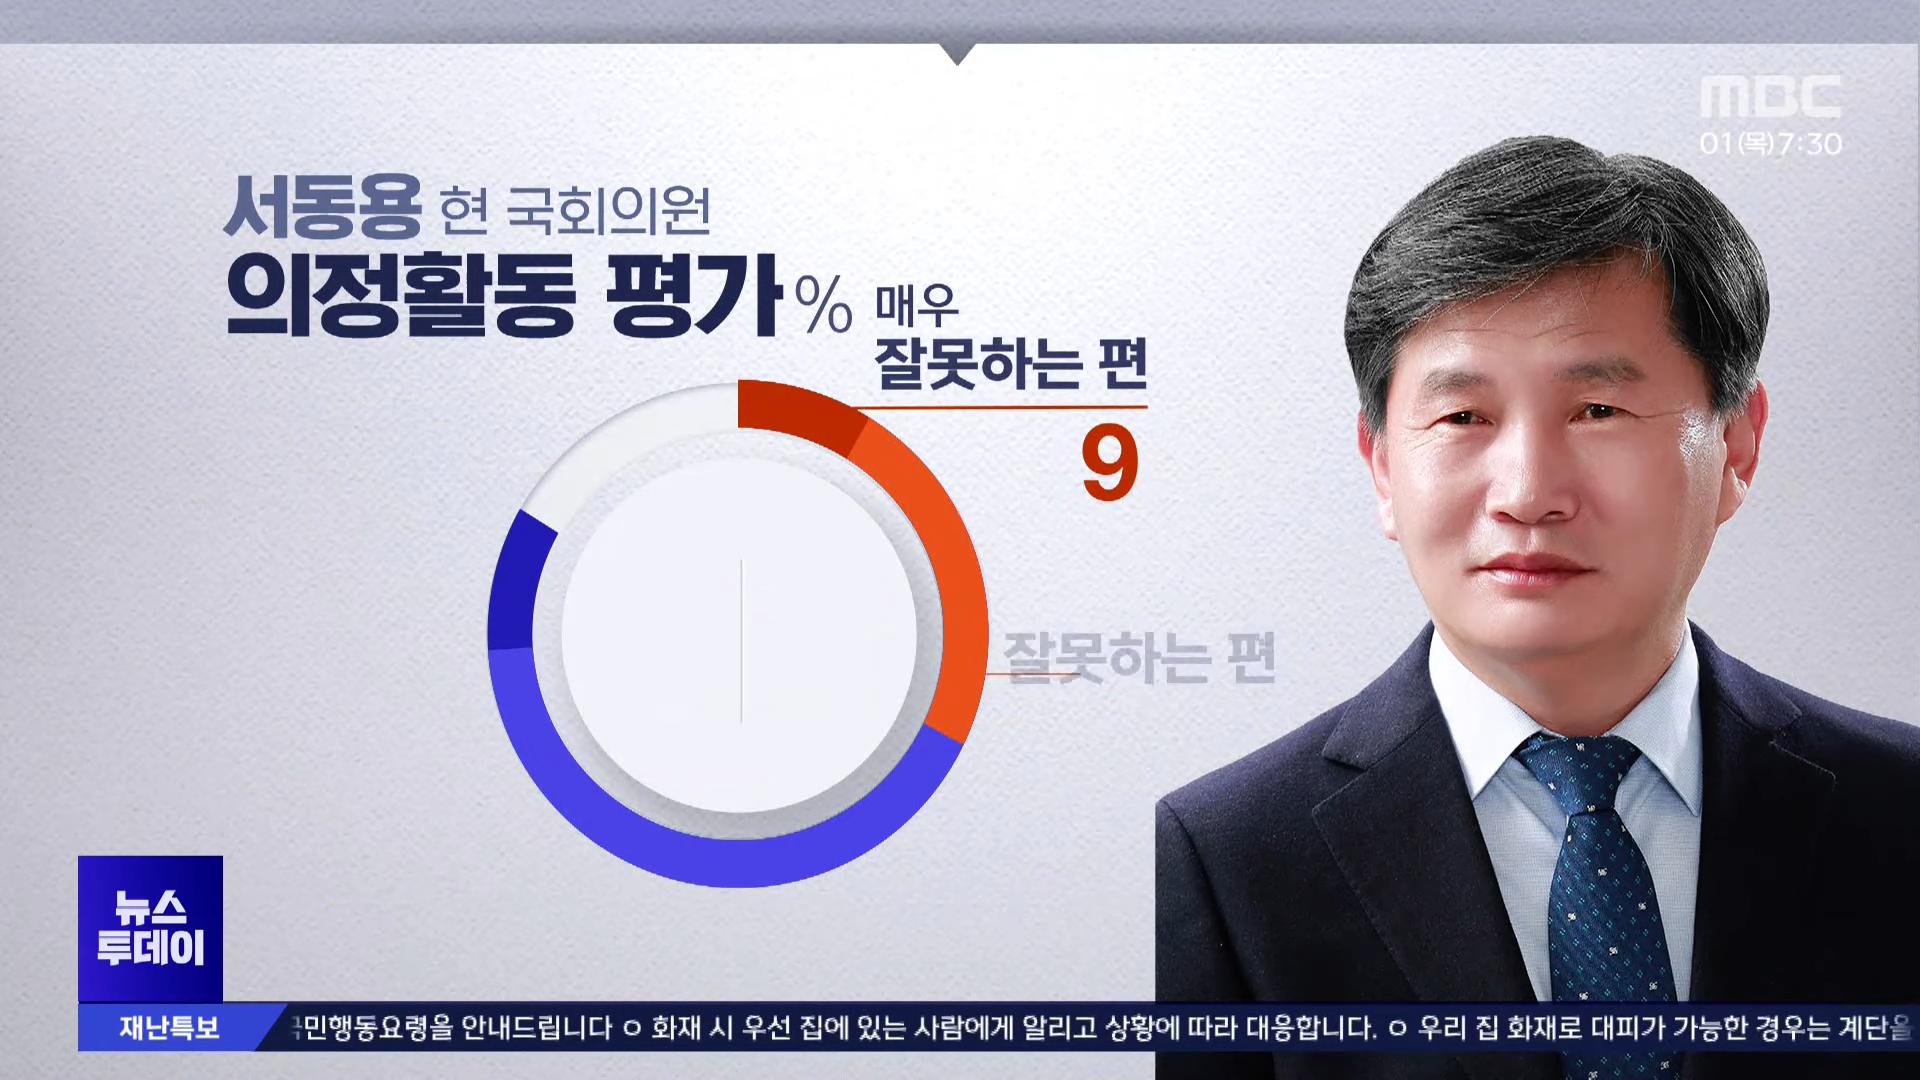 MBC
01(목)7:30
서동용 현 국회의원
의정활동 평가 %
매우
잘못하는 편
9
잘못하는 편
뉴스
투데이
재난특보
국민행동요령을 안내드립니다 ㅇ 화재 시 우선 집에 있는 사람에게 알리고 상황에 따라 대응합니다. ㅇ 우리 집 화재로 대피가 가능한 경우는 계단을